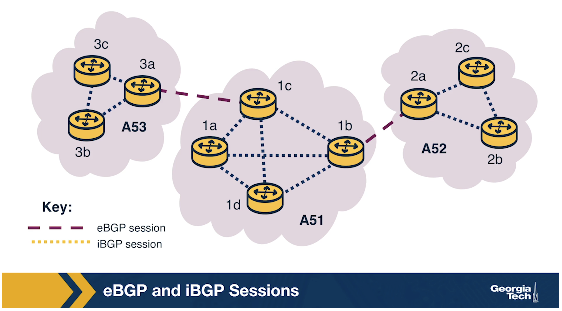 3c
3a
3b
A53
1c
1a
1b
1d
A51
2c
2a
2b
A52
Key:
eBGP session
iBGP session
eBGP and iBGP Sessions
Georgia
Tech